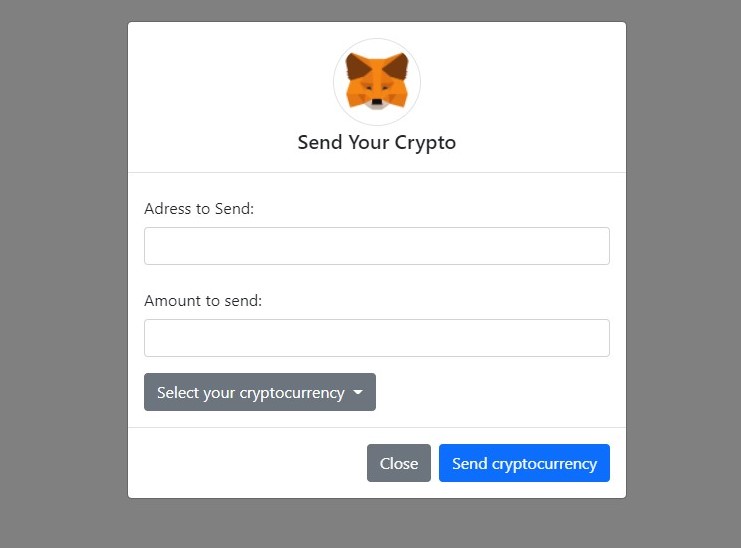 Send Your Crypto
Adress to Send:
Amount to send:
Select your cryptocurrency
Close
Send cryptocurrency